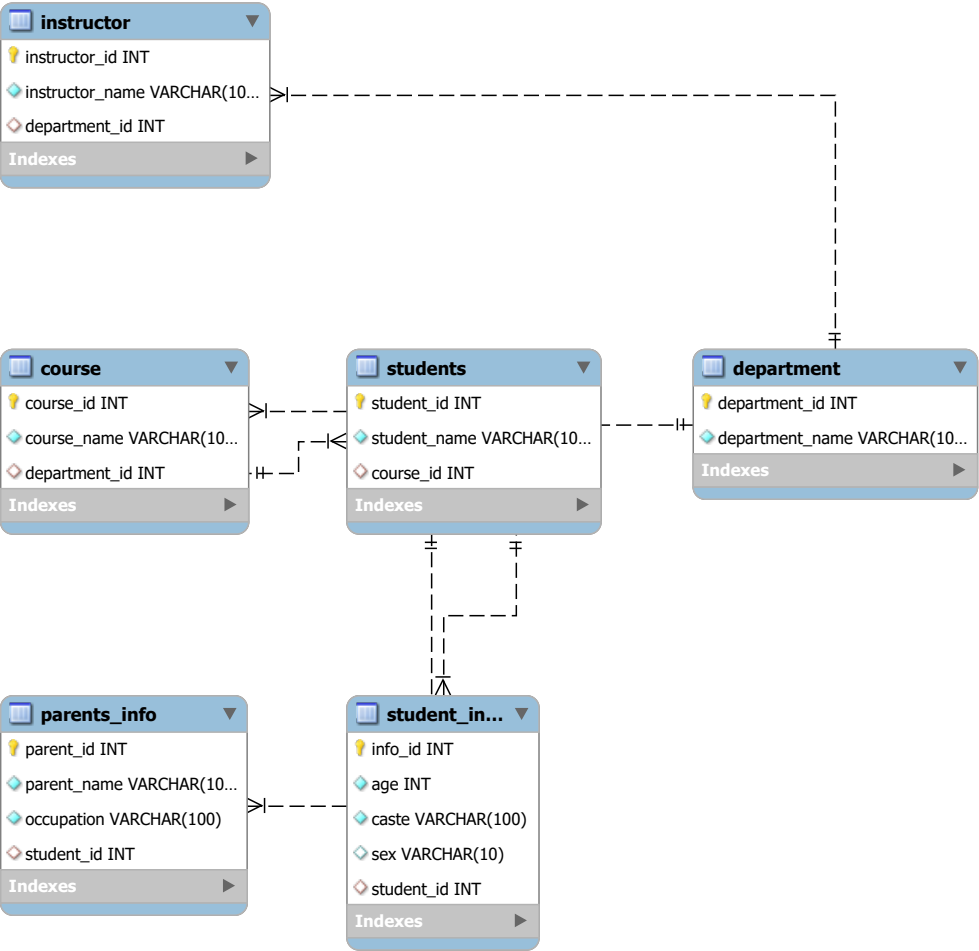 instructor
instructor_id INT
instructor_name VARCHAR(10...
department_id INT
Indexes
course
course_id INT
course_name VARCHAR(10...
department_id INT
Indexes
students
student_id INT
student_name VARCHAR(10...
course_id INT
Indexes
department
department_id INT
department_name VARCHAR(10...
Indexes
parents_info
parent_id INT
parent_name VARCHAR(10...
occupation VARCHAR(100)
student_id INT
Indexes
student_in...
info_id INT
age INT
caste VARCHAR(100)
sex VARCHAR(10)
student_id INT
Indexes